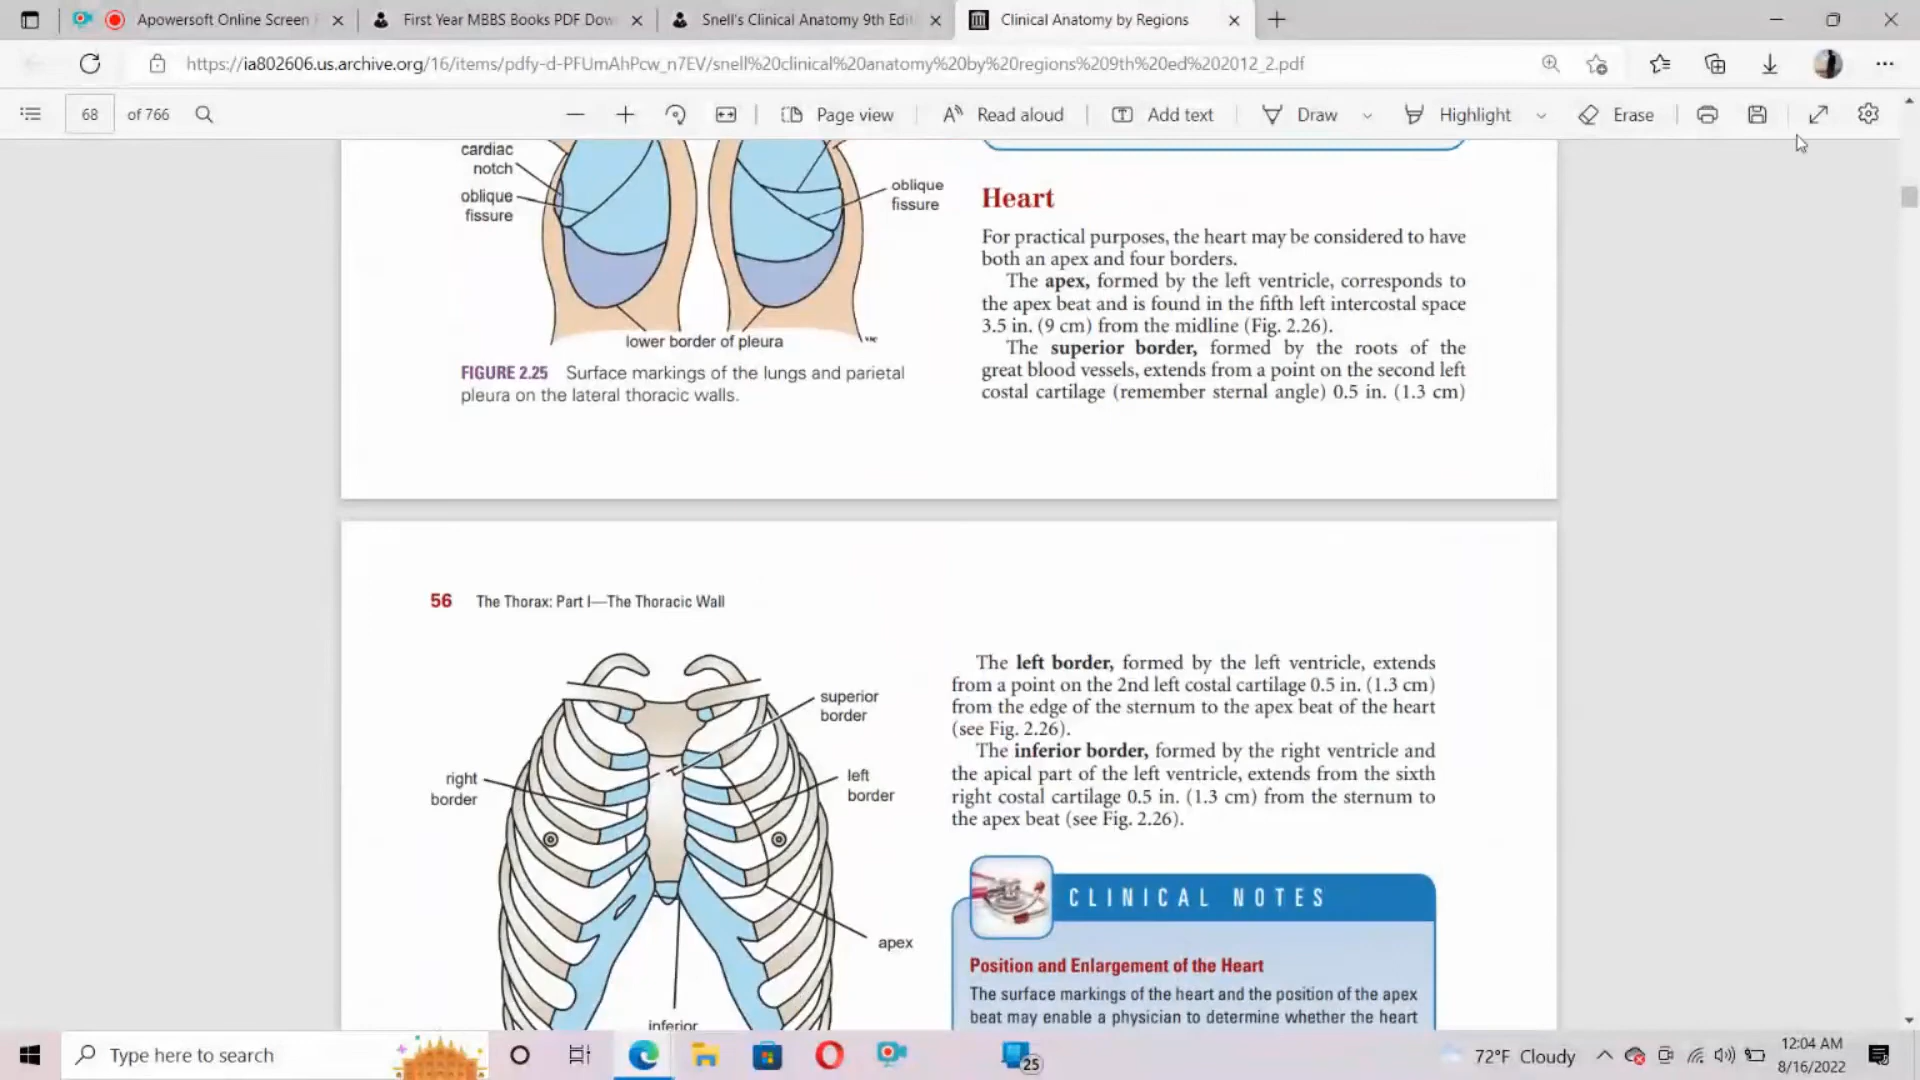 Apowersoft Online Screen
First Year MBBS Books PDF Dow
Snell's Clinical Anatomy 9th Edit
Clinical Anatomy by Regions
https://ia802606.us.archive.org/16/items/pdfy-d-PFUmAhPcw_n7EV/snell%20clinical%20anatomy%20by%20regions%209th%20ed%202012_2.pdf
68 of 766
Page view
Read aloud
Add text
Draw
Highlight
Erase
cardiac
notch
oblique
fissure
oblique
fissure
lower border of pleura
FIGURE 2.25 Surface markings of the lungs and parietal
pleura on the lateral thoracic walls.
Heart
For practical purposes, the heart may be considered to have
both an apex and four borders.
The apex, formed by the left ventricle, corresponds to
the apex beat and is found in the fifth left intercostal space
3.5 in. (9 cm) from the midline (Fig. 2.26).
The superior border, formed by the roots of the
great blood vessels, extends from a point on the second left
costal cartilage (remember sternal angle) 0.5 in. (1.3 cm)
56 The Thorax: Part I—The Thoracic Wall
superior
border
right
border
left
border
apex
inferior
The left border, formed by the left ventricle, extends
from a point on the 2nd left costal cartilage 0.5 in. (1.3 cm)
from the edge of the sternum to the apex beat of the heart
(see Fig. 2.26).
The inferior border, formed by the right ventricle and
the apical part of the left ventricle, extends from the sixth
right costal cartilage 0.5 in. (1.3 cm) from the sternum to
the apex beat (see Fig. 2.26).
CLINICAL NOTES
Position and Enlargement of the Heart
The surface markings of the heart and the position of the apex
beat may enable a physician to determine whether the heart
Type here to search
25
72°F Cloudy
12:04 AM
8/16/2022